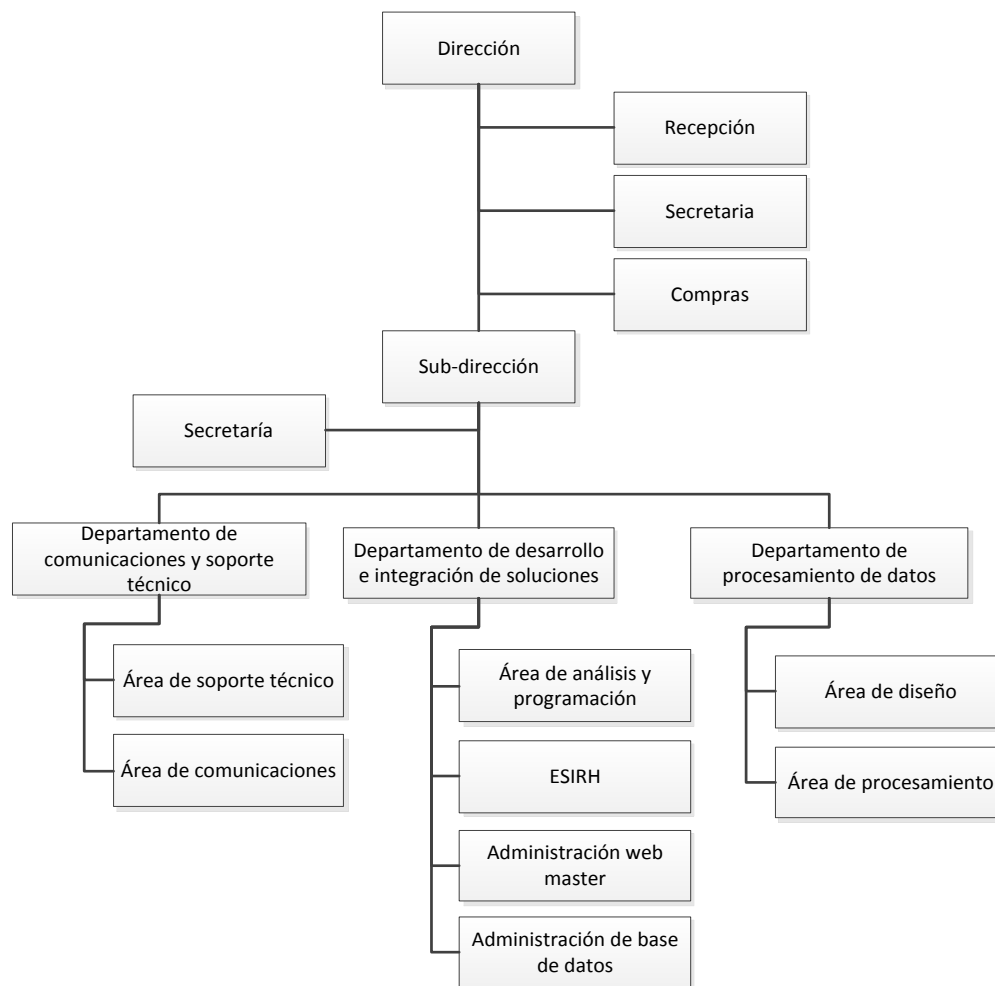 Dirección
Recepción
Secretaria
Compras
Sub-dirección
Secretaría
Departamento de
comunicaciones y soporte
técnico
Departamento de desarrollo
e integración de soluciones
Departamento de
procesamiento de datos
Área de soporte técnico
Área de comunicaciones
Área de análisis y
programación
ESIRH
Administración web
master
Administración de base
de datos
Área de diseño
Área de procesamiento